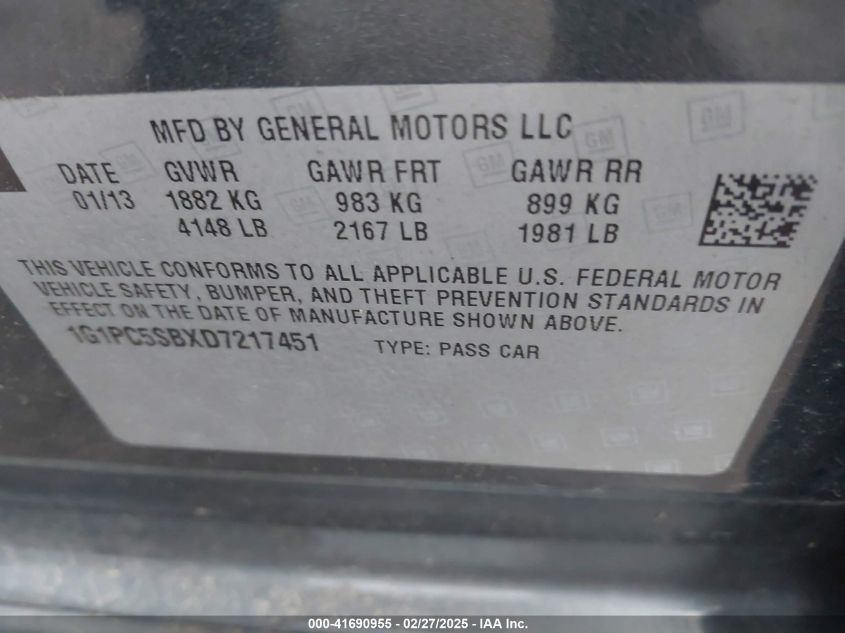 MFD BY GENERAL MOTORS LLC
DATE GVWR GAWR FRT GAWR RR
01/13 1882 KG 983 KG 899 KG
4148 LB 2167 LB 1981 LB
THIS VEHICLE CONFORMS TO ALL APPLICABLE U.S. FEDERAL MOTOR
VEHICLE SAFETY, BUMPER, AND THEFT PREVENTION STANDARDS IN
EFFECT ON THE DATE OF MANUFACTURE SHOWN ABOVE.
1G1PC5SBXD7217451 TYPE: PASS CAR
000-41690955 - 02/27/2025 - IAA Inc.